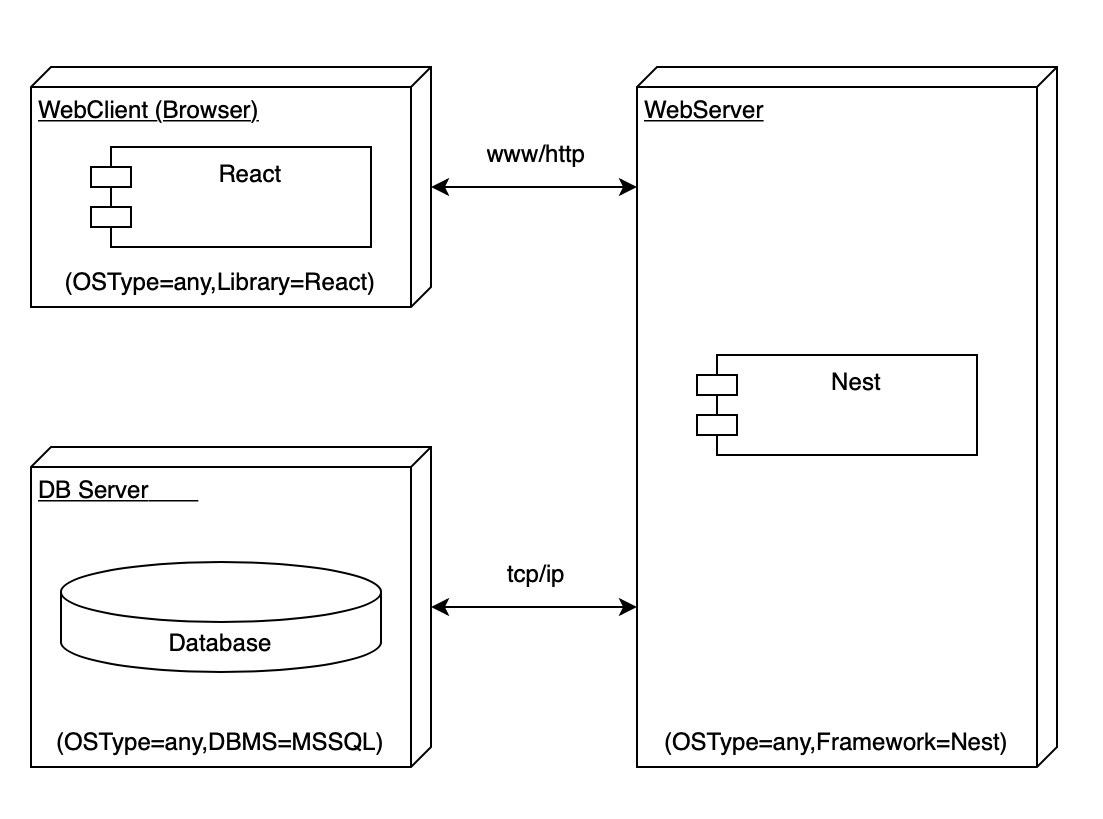 WebClient (Browser)
React
(OSType=any,Library=React)
www/http
WebServer
Nest
(OSType=any,Framework=Nest)
DB Server
Database
(OSType=any,DBMS=MSSQL)
tcp/ip